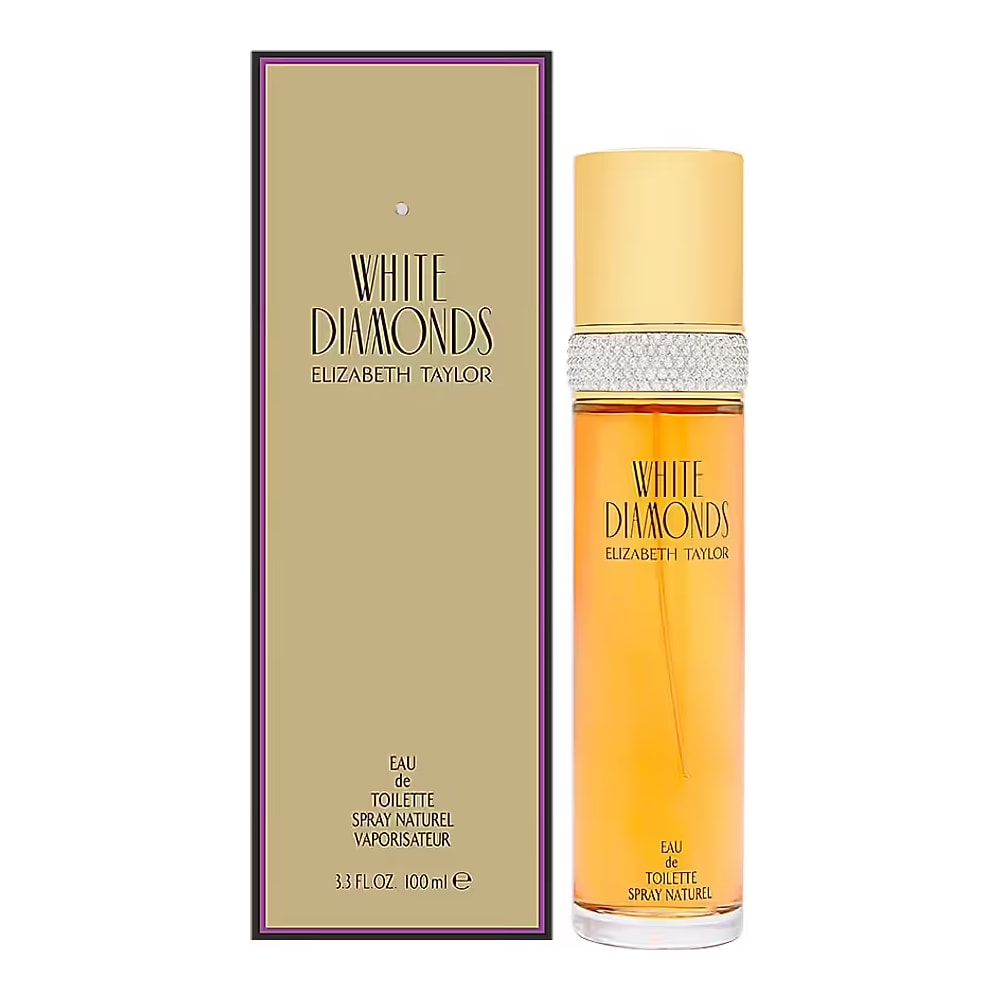 WHITE
DIAMONDS
ELIZABETH TAYLOR
EAU
de
TOILETTE
SPRAY NATUREL
VAPORISATEUR
3.3 FL.OZ. 100 ml ℮
WHITE
DIAMONDS
ELIZABETH TAYLOR
EAU
de
TOILETTE
SPRAY NATUREL